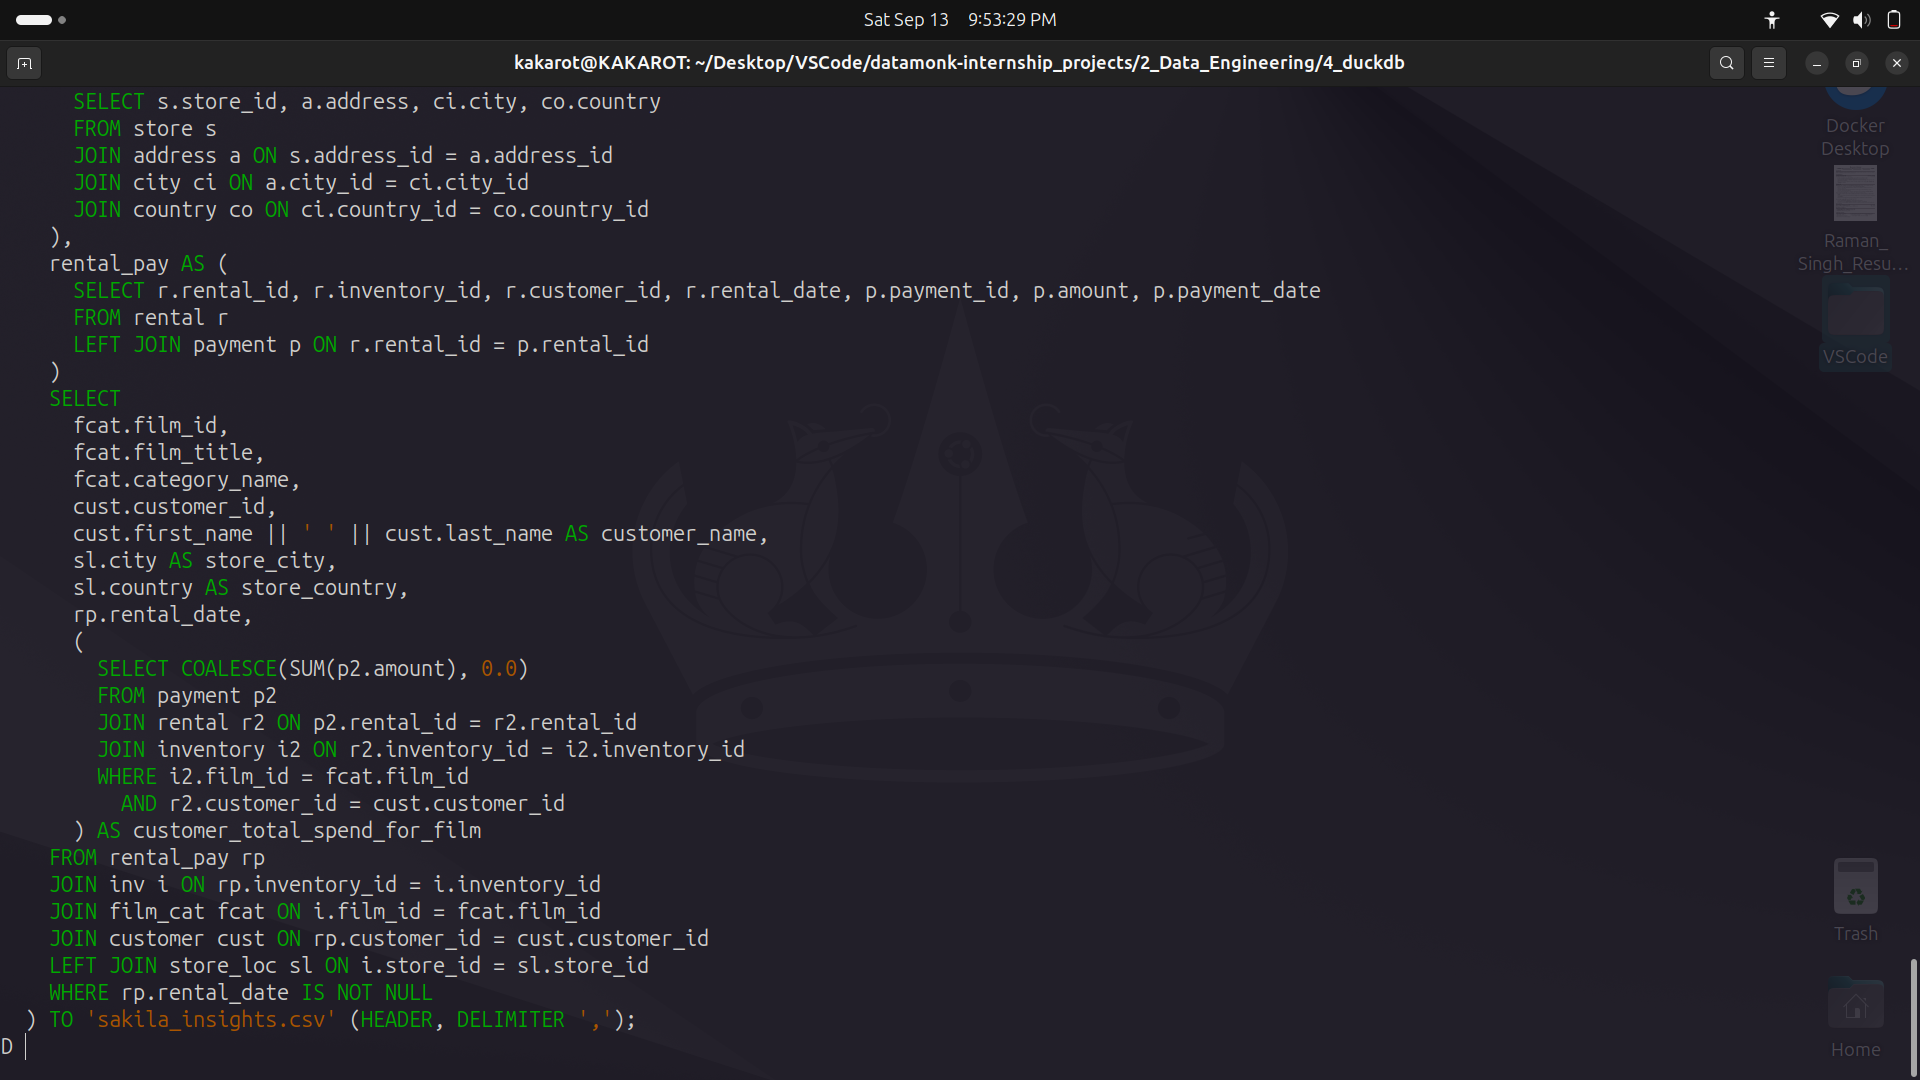 Sat Sep 13 9:53:29 PM
kakarot@KAKAROT: ~/Desktop/VSCode/datamonk-internship_projects/2_Data_Engineering/4_duckdb
SELECT s.store_id, a.address, ci.city, co.country
FROM store s
JOIN address a ON s.address_id = a.address_id
JOIN city ci ON a.city_id = ci.city_id
JOIN country co ON ci.country_id = co.country_id
),
rental_pay AS (
SELECT r.rental_id, r.inventory_id, r.customer_id, r.rental_date, p.payment_id, p.amount, p.payment_date
FROM rental r
LEFT JOIN payment p ON r.rental_id = p.rental_id
)
SELECT
fcat.film_id,
fcat.film_title,
fcat.category_name,
cust.customer_id,
cust.first_name || ' ' || cust.last_name AS customer_name,
sl.city AS store_city,
sl.country AS store_country,
rp.rental_date,
(
SELECT COALESCE(SUM(p2.amount), 0.0)
FROM payment p2
JOIN rental r2 ON p2.rental_id = r2.rental_id
JOIN inventory i2 ON r2.inventory_id = i2.inventory_id
WHERE i2.film_id = fcat.film_id
AND r2.customer_id = cust.customer_id
) AS customer_total_spend_for_film
FROM rental_pay rp
JOIN inv i ON rp.inventory_id = i.inventory_id
JOIN film_cat fcat ON i.film_id = fcat.film_id
JOIN customer cust ON rp.customer_id = cust.customer_id
LEFT JOIN store_loc sl ON i.store_id = sl.store_id
WHERE rp.rental_date IS NOT NULL
) TO 'sakila_insights.csv' (HEADER, DELIMITER ',');
D
Docker
Desktop
Raman_
Singh_Resu...
VSCode
Trash
Home